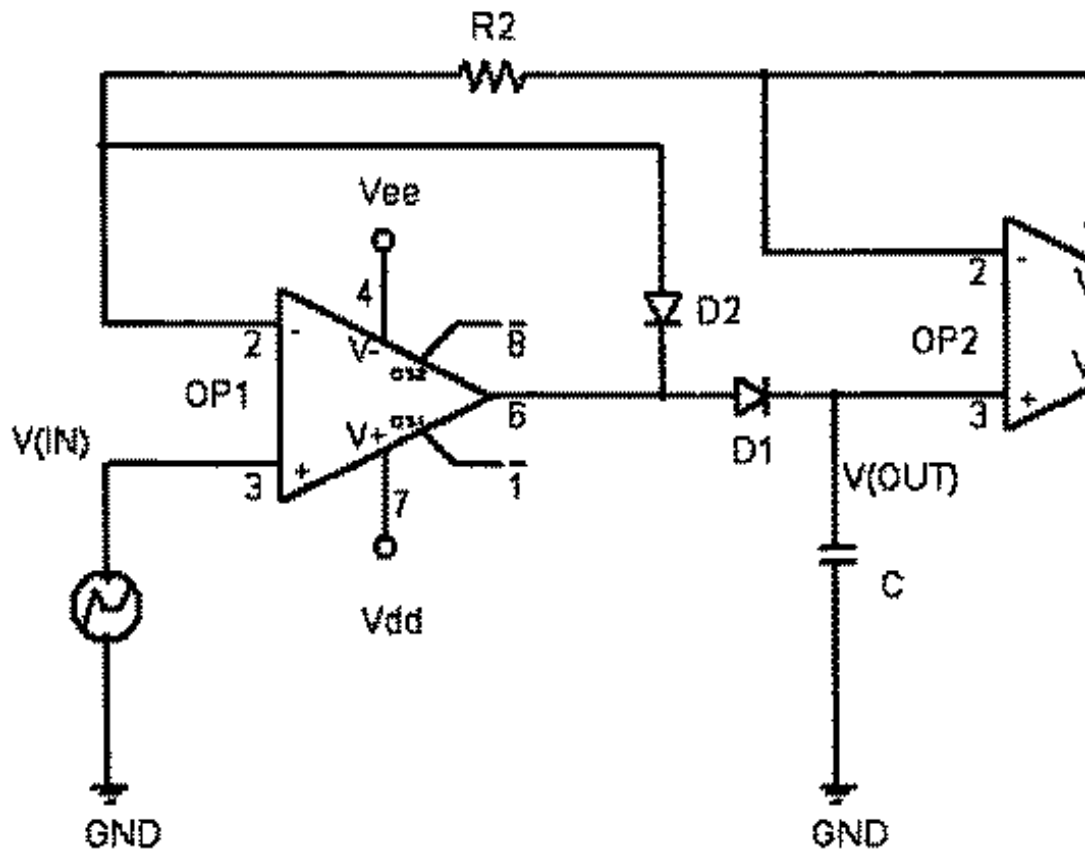 R2
Vee
4
D2
2
-
V-
8
2
-
OP1
OP2
6
V(IN)
V+
D1
3
+
3
+
1
V(OUT)
7
C
Vdd
GND
GND